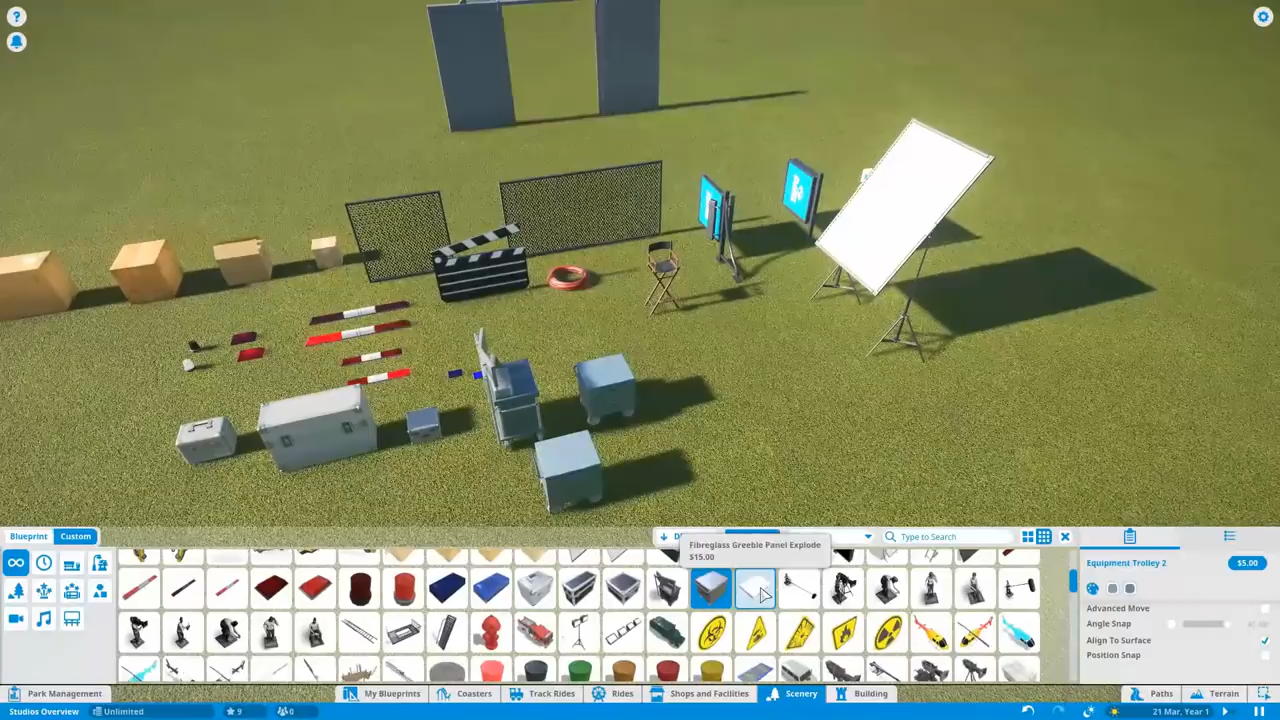 ?
Blueprint
Custom
Type to Search
Fibreglass Greeble Panel Explode
$15.00
Equipment Trolley 2
$5.00
Advanced Move
Angle Snap
Align To Surface
Position Snap
Park Management
My Blueprints
Coasters
Track Rides
Rides
Shops and Facilities
Scenery
Building
Paths
Terrain
Studios Overview
Unlimited
9
0
21 Mar, Year 1